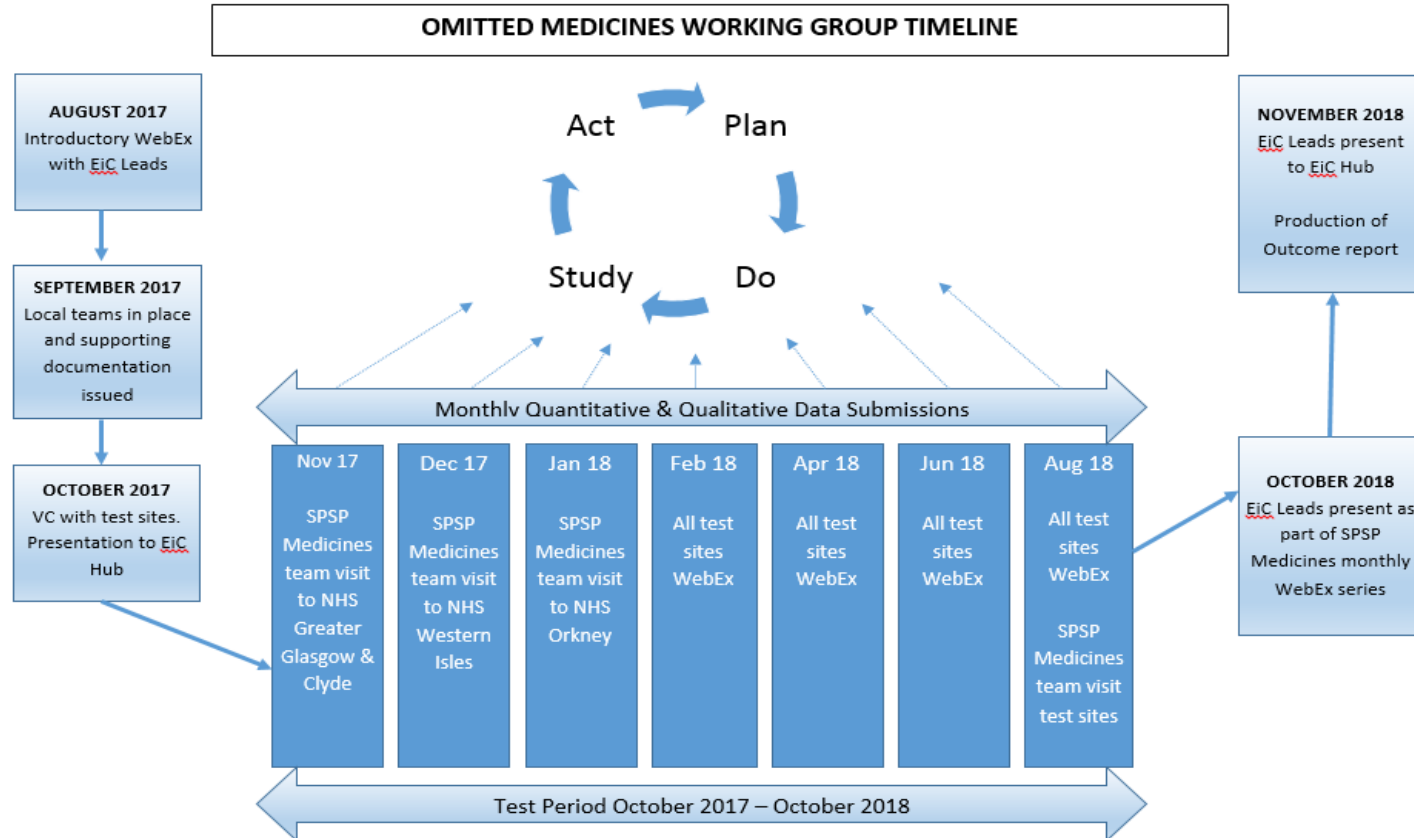 OMITTED MEDICINES WORKING GROUP TIMELINE
AUGUST 2017
Introductory WebEx
with EiC Leads
SEPTEMBER 2017
Local teams in place
and supporting
documentation
issued
OCTOBER 2017
VC with test sites.
Presentation to EiC
Hub
Act
Plan
Study
Do
Monthly Quantitative & Qualitative Data Submissions
Nov 17
SPSP
Medicines
team visit
to NHS
Greater
Glasgow &
Clyde
Dec 17
SPSP
Medicines
team visit
to NHS
Western
Isles
Jan 18
SPSP
Medicines
team visit
to NHS
Orkney
Feb 18
All test
sites
WebEx
Apr 18
All test
sites
WebEx
Jun 18
All test
sites
WebEx
Aug 18
All test
sites
WebEx
SPSP
Medicines
team visit
test sites
Test Period October 2017 – October 2018
OCTOBER 2018
EiC Leads present as
part of SPSP
Medicines monthly
WebEx series
NOVEMBER 2018
EiC Leads present
to EiC Hub
Production of
Outcome report